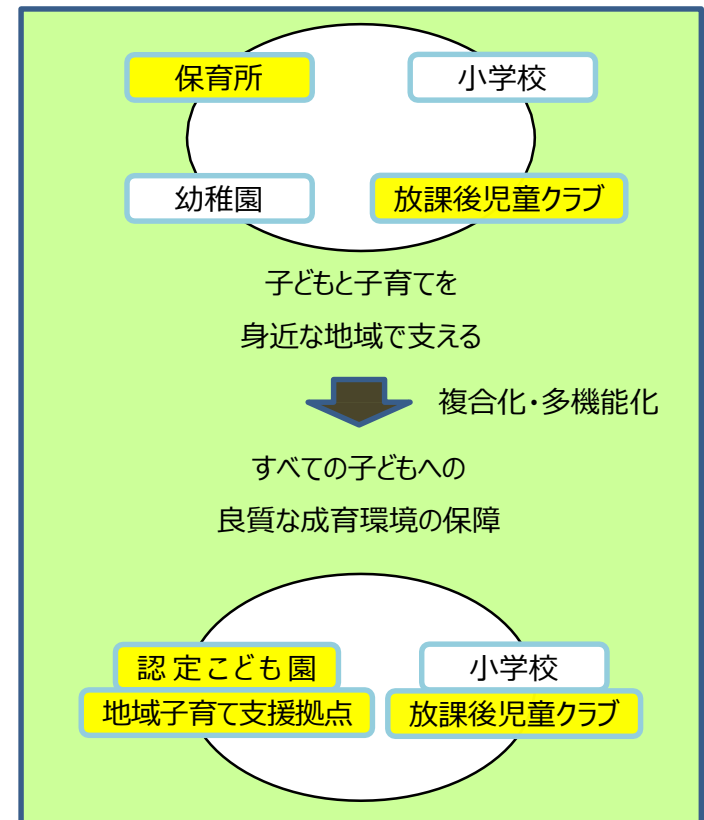 保育所
小学校
幼稚園
放課後児童クラブ
子どもと子育てを
身近な地域で支える
複合化・多機能化
すべての子どもへの
良質な成育環境の保障
認定こども園
小学校
地域子育て支援拠点
放課後児童クラブ